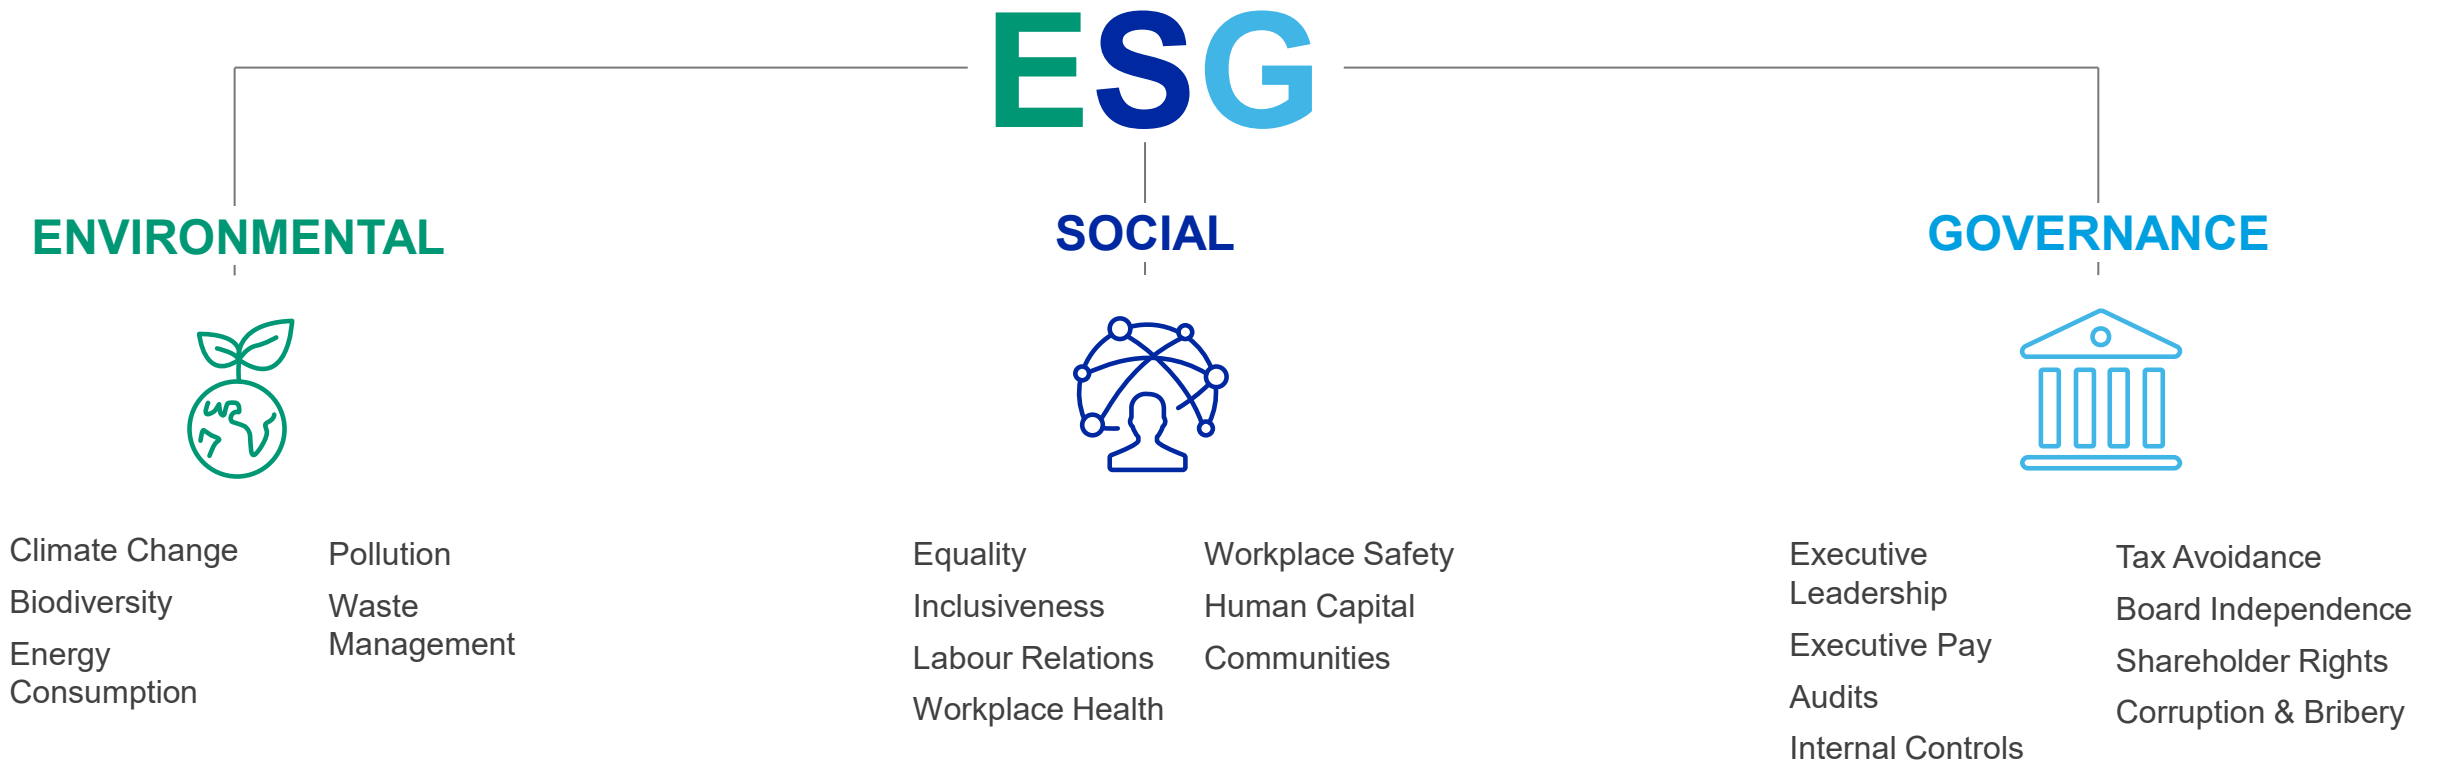 ESG
ENVIRONMENTAL
Climate Change
Biodiversity
Energy
Consumption
Pollution
Waste
Management
SOCIAL
Equality
Inclusiveness
Labour Relations
Workplace Health
Workplace Safety
Human Capital
Communities
GOVERNANCE
Executive
Leadership
Executive Pay
Audits
Internal Controls
Tax Avoidance
Board Independence
Shareholder Rights
Corruption & Bribery